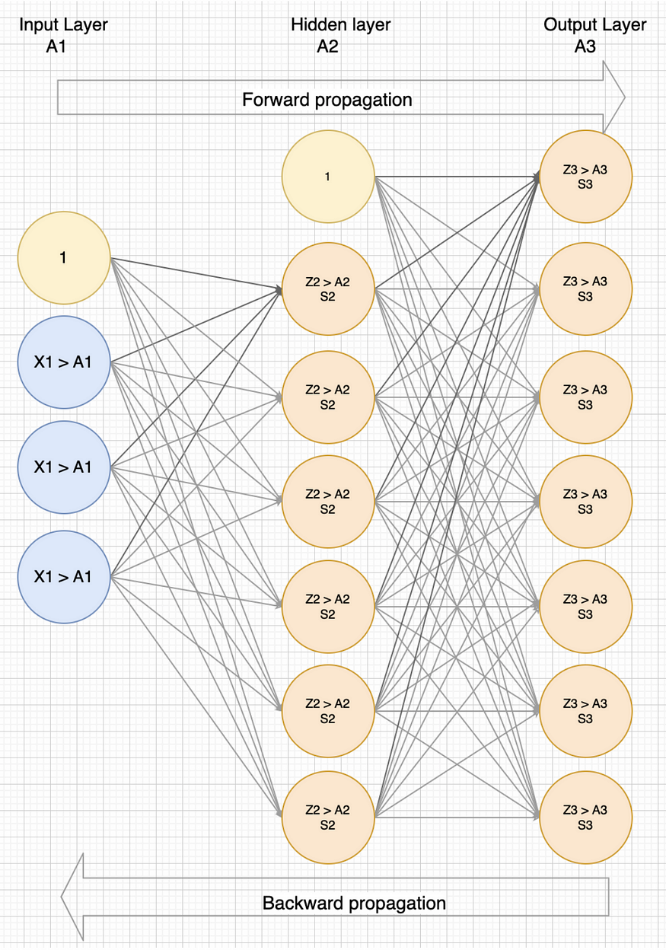 Input Layer
A1
Hidden layer
A2
Output Layer
A3
Forward propagation
1
X1 > A1
X1 > A1
X1 > A1
1
Z2 > A2
S2
Z2 > A2
S2
Z2 > A2
S2
Z2 > A2
S2
Z2 > A2
S2
Z2 > A2
S2
Z3 > A3
S3
Z3 > A3
S3
Z3 > A3
S3
Z3 > A3
S3
Z3 > A3
S3
Z3 > A3
S3
Z3 > A3
S3
Backward propagation